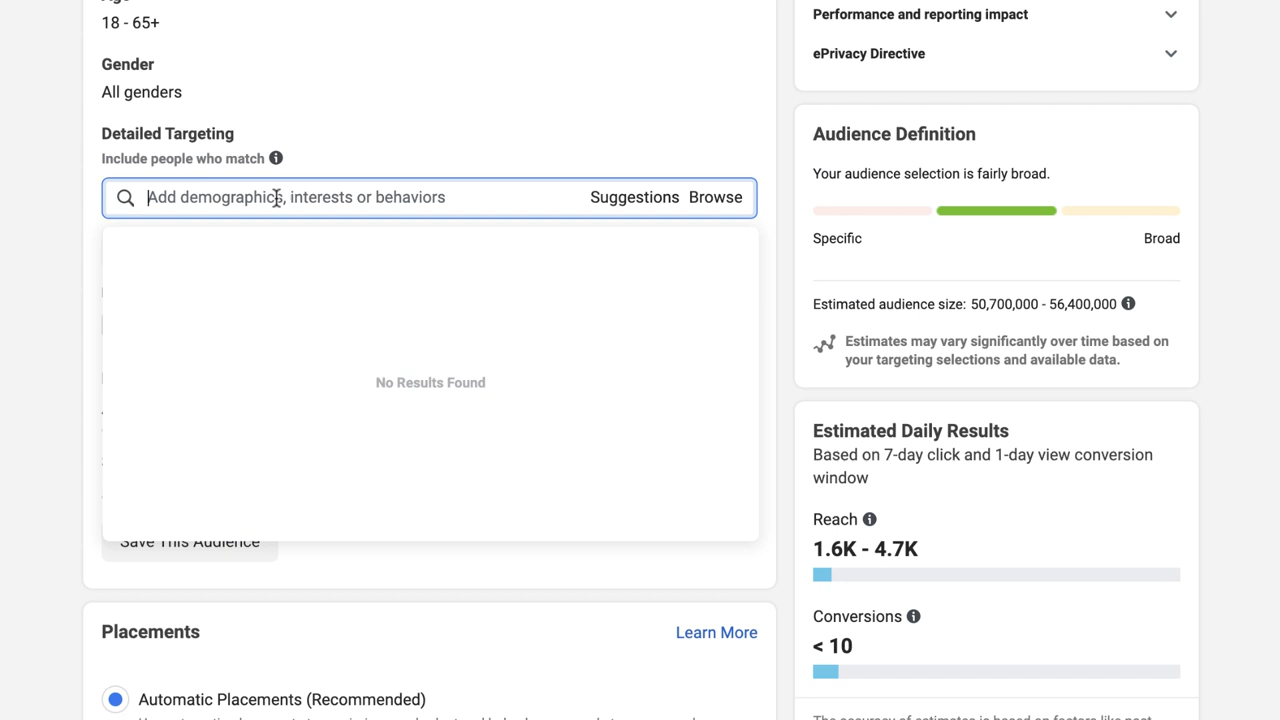 18 - 65+
Gender
All genders
Detailed Targeting
Include people who match
Add demographics, interests or behaviors
Suggestions Browse
No Results Found
Save This Audience
Placements
Learn More
Automatic Placements (Recommended)
Performance and reporting impact
ePrivacy Directive
Audience Definition
Your audience selection is fairly broad.
Specific
Broad
Estimated audience size: 50,700,000 - 56,400,000
Estimates may vary significantly over time based on
your targeting selections and available data.
Estimated Daily Results
Based on 7-day click and 1-day view conversion
window
Reach
1.6K - 4.7K
Conversions
< 10